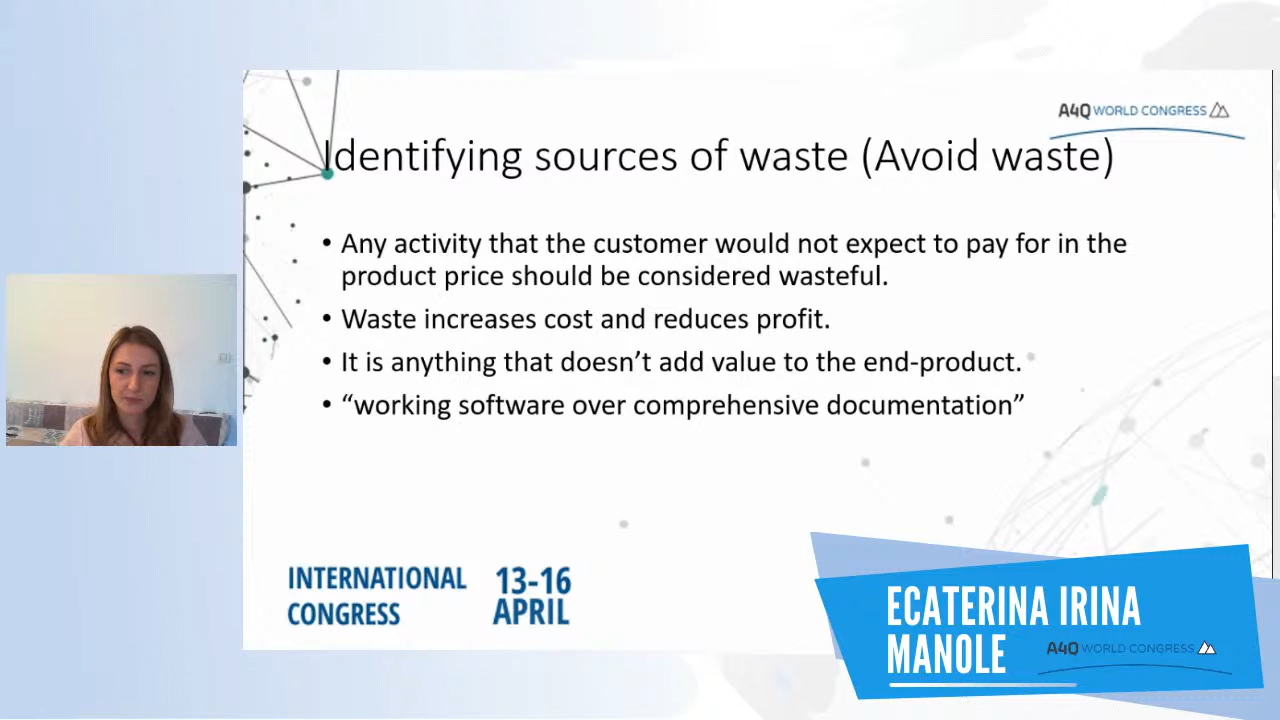 A4Q WORLD CONGRESS
Identifying sources of waste (Avoid waste)
• Any activity that the customer would not expect to pay for in the
product price should be considered wasteful.
• Waste increases cost and reduces profit.
• It is anything that doesn’t add value to the end-product.
• “working software over comprehensive documentation”
INTERNATIONAL
CONGRESS
13-16
APRIL
ECATERINA IRINA
MANOLE
A4Q WORLD CONGRESS